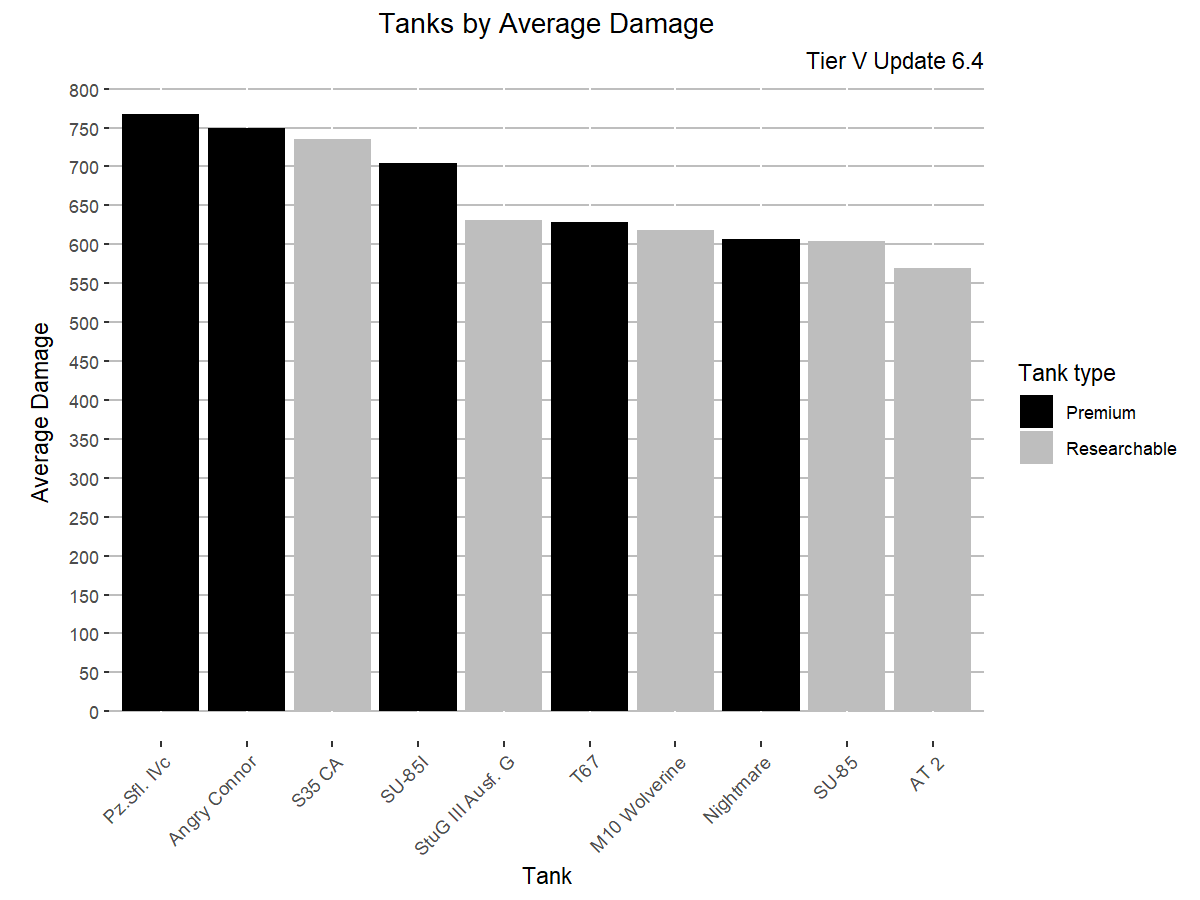 Tanks by Average Damage
Tier V Update 6.4
Average Damage
800
750
700
650
600
550
500
450
400
350
300
250
200
150
100
50
0
Pz.Sfl. IVc
Angry Connor
S35 CA
SU-85I
StuG III Ausf. G
T67
M10 Wolverine
Nightmare
SU-85
AT 2
Tank
Tank type
Premium
Researchable